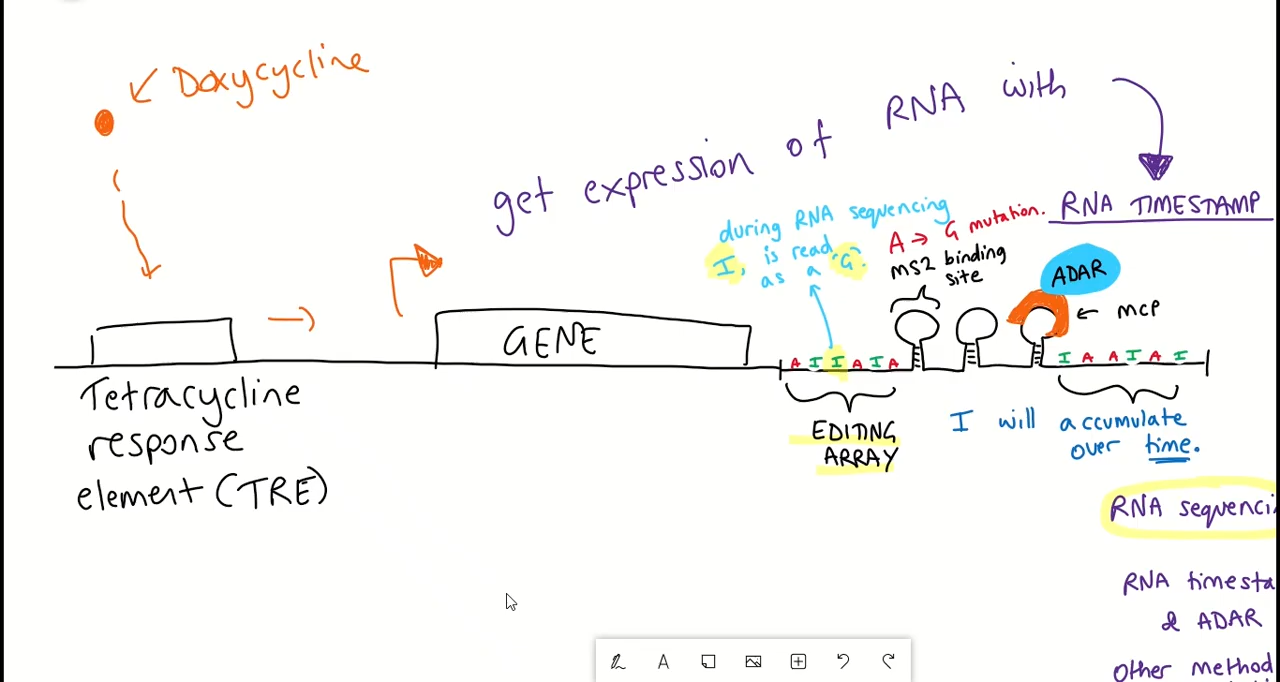 Doxycycline
get expression of RNA with
RNA TIMESTAMP
during RNA sequencing
I, is read
as a "G".
A → G mutation.
MS2 binding
site
ADAR
← MCP
GENE
A I I A I A
I A A I A I
Tetracycline
response
element (TRE)
EDITING
ARRAY
I will accumulate
over time.
RNA sequenci
RNA timesta
& ADAR
Other method